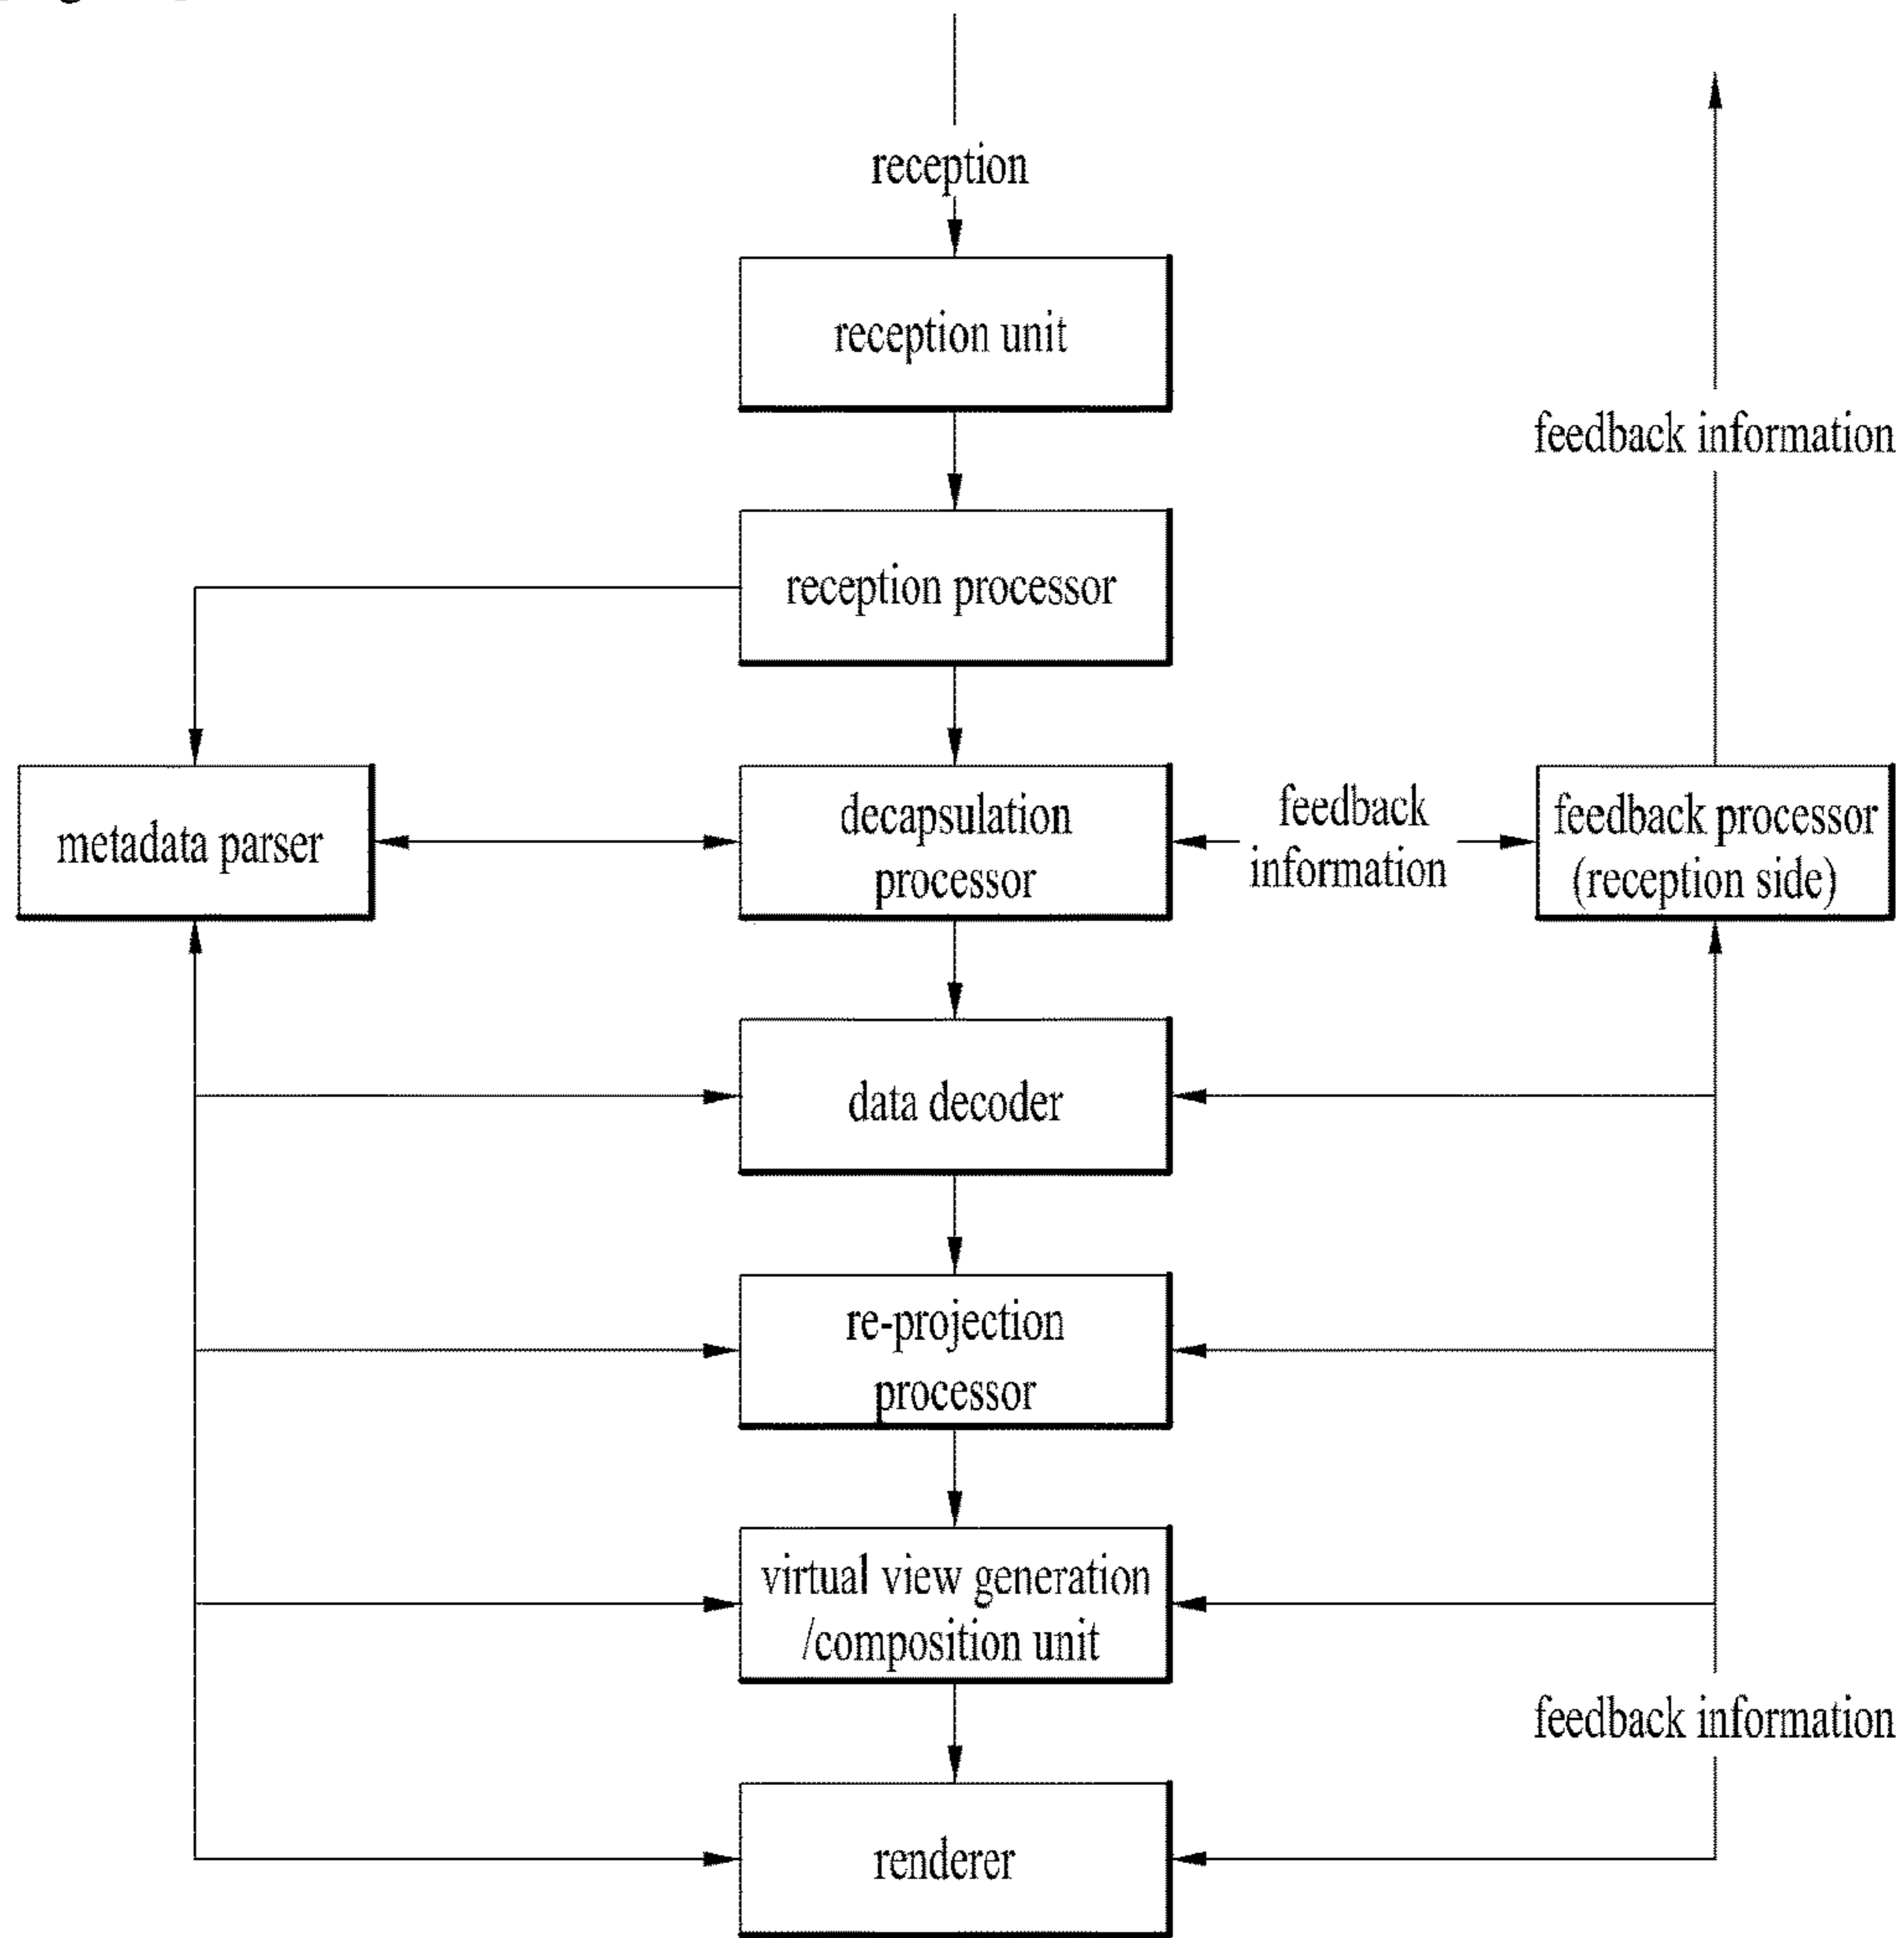 reception
reception unit
feedback information
reception processor
metadata parser
decapsulation
processor
feedback
information
feedback processor
(reception side)
data decoder
re-projection
processor
virtual view generation
/composition unit
feedback information
renderer